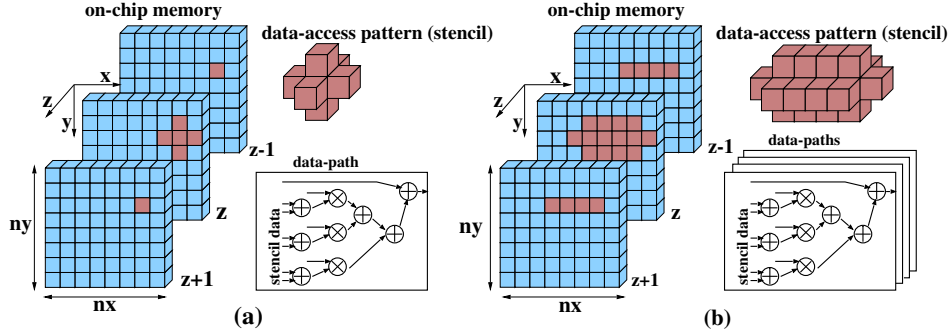 on-chip memory
data-access pattern (stencil)
x
z
y
z-1
data-path
ny
z
stencil data
z+1
nx
(a)
on-chip memory
data-access pattern (stencil)
x
z
y
data-paths
z-1
ny
z
stencil data
z+1
nx
(b)